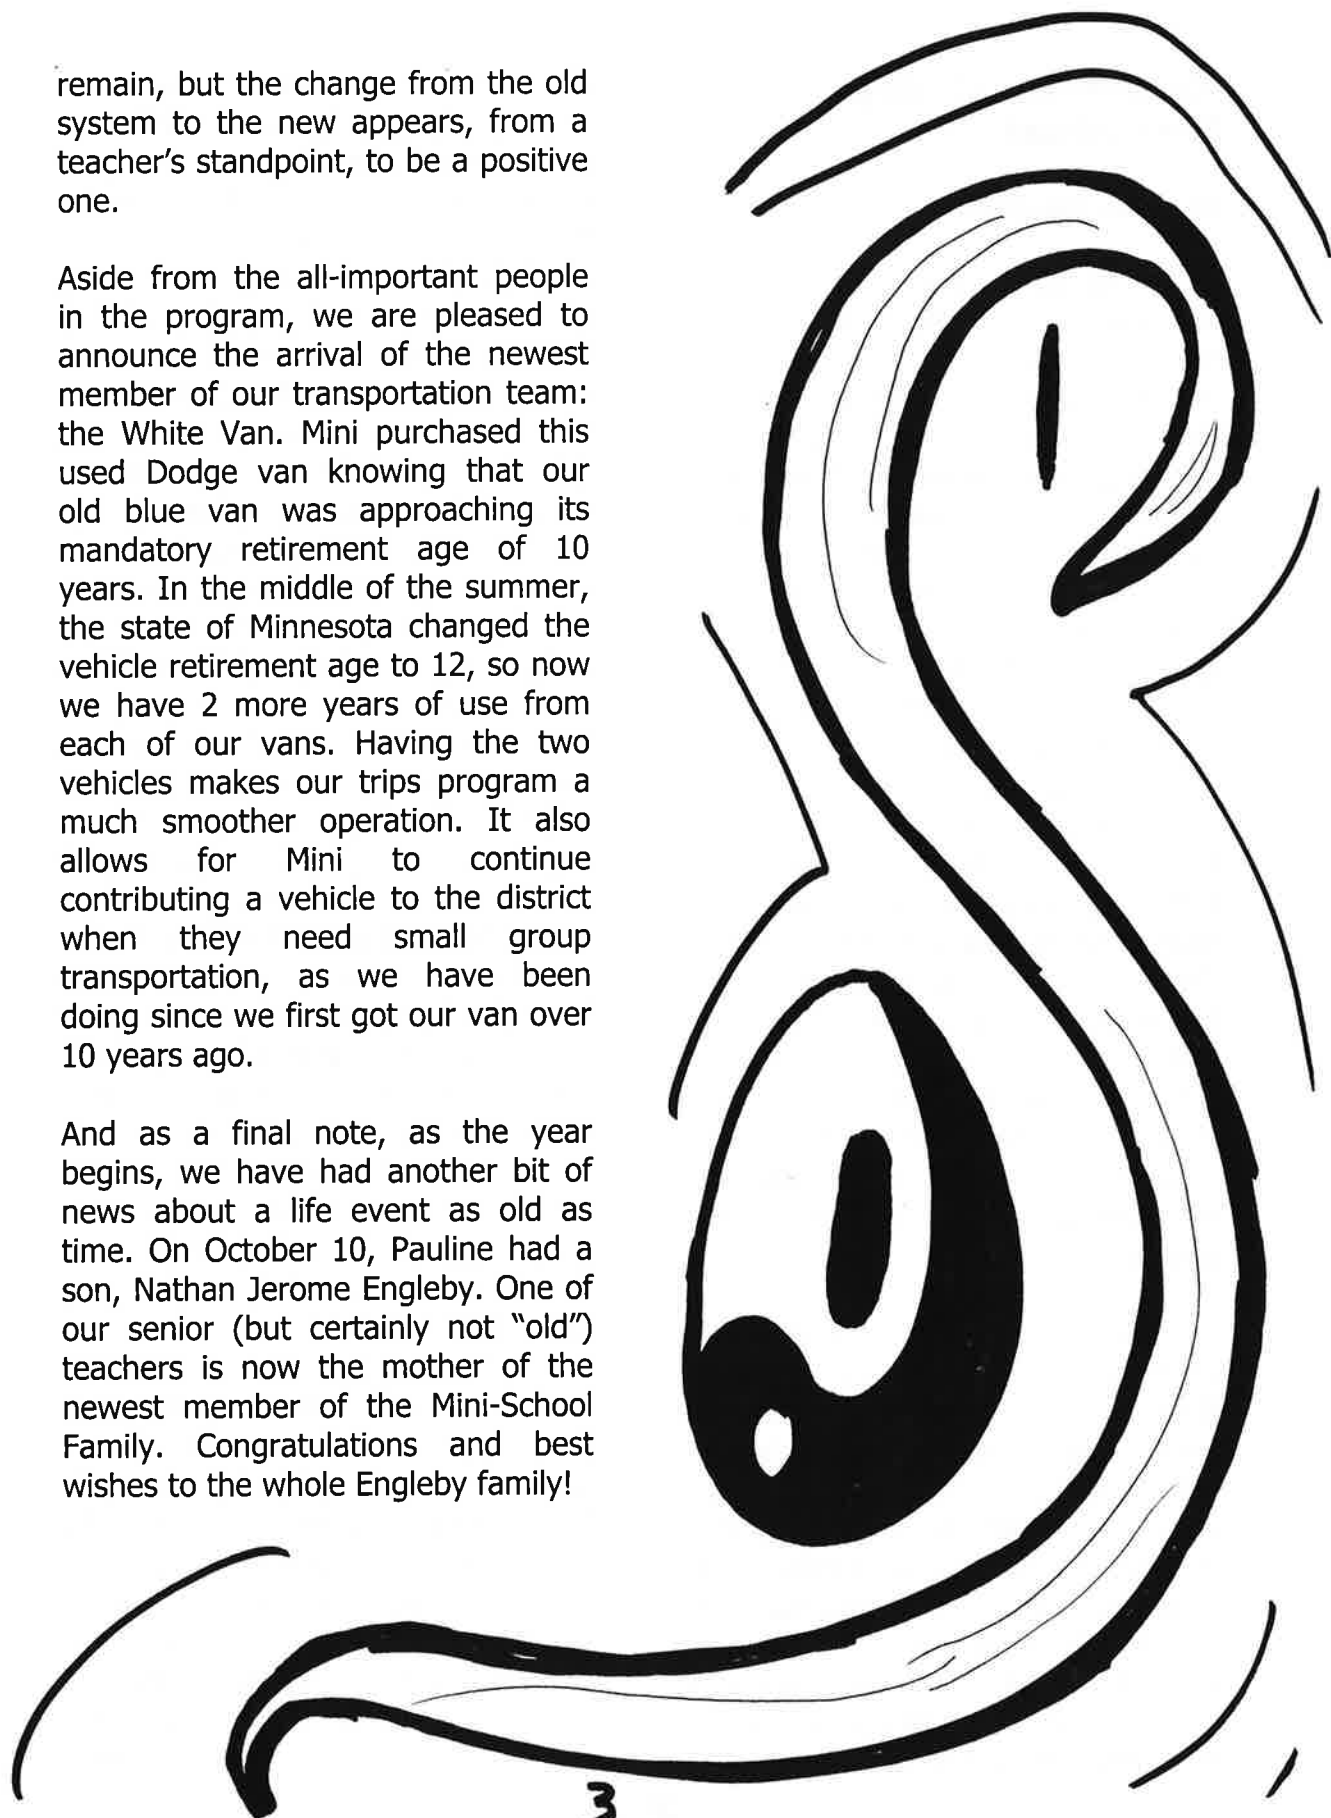 remain, but the change from the old
system to the new appears, from a
teacher's standpoint, to be a positive
one.
Aside from the all-important people
in the program, we are pleased to
announce the arrival of the newest
member of our transportation team:
the White Van. Mini purchased this
used Dodge van knowing that our
old blue van was approaching its
mandatory retirement age of 10
years. In the middle of the summer,
the state of Minnesota changed the
vehicle retirement age to 12, so now
we have 2 more years of use from
each of our vans. Having the two
vehicles makes our trips program a
much smoother operation. It also
allows for Mini to continue
contributing a vehicle to the district
when they need small group
transportation, as we have been
doing since we first got our van over
10 years ago.
And as a final note, as the year
begins, we have had another bit of
news about a life event as old as
time. On October 10, Pauline had a
son, Nathan Jerome Engleby. One of
our senior (but certainly not "old")
teachers is now the mother of the
newest member of the Mini-School
Family. Congratulations and best
wishes to the whole Engleby family!
3